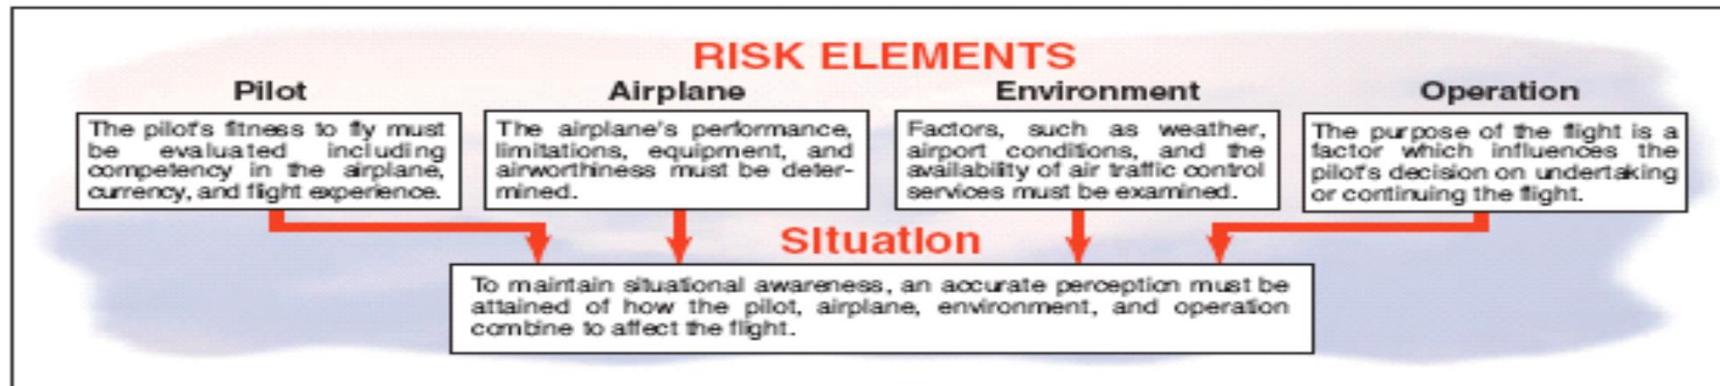 RISK ELEMENTS
Pilot
The pilot's fitness to fly must
be evaluated including
competency in the airplane,
currency, and flight experience.
Airplane
The airplane's performance,
limitations, equipment, and
airworthiness must be deter-
mined.
Environment
Factors, such as weather,
airport conditions, and the
availability of air traffic control
services must be examined.
Operation
The purpose of the flight is a
factor which influences the
pilot's decision on undertaking
or continuing the flight.
Situation
To maintain situational awareness, an accurate perception must be
attained of how the pilot, airplane, environment, and operation
combine to affect the flight.